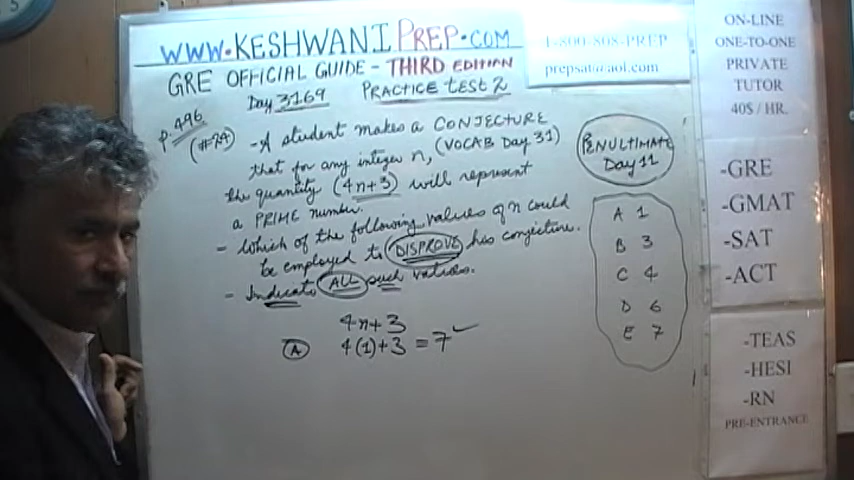 WWW.KESHWANIPREP.COM
1-800-808-PREP
prepsat@aol.com
GRE OFFICIAL GUIDE - THIRD EDITION
Day 3169 PRACTICE TEST 2
P.496
(#24)
- A student makes a CONJECTURE
(VOCAB Day 31)
that for any integer n,
the quantity (4n+3) will represent
a PRIME number.
- Which of the following values of n could
be employed to DISPROVE his conjecture.
- Indicate ALL such values.
4n+3
A 4(1)+3 = 7 ✓
PENULTIMATE
Day 11
A 1
B 3
C 4
D 6
E 7
ON-LINE
ONE-TO-ONE
PRIVATE
TUTOR
40$ / HR.
-GRE
-GMAT
-SAT
-ACT
-TEAS
-HESI
-RN
PRE-ENTRANCE